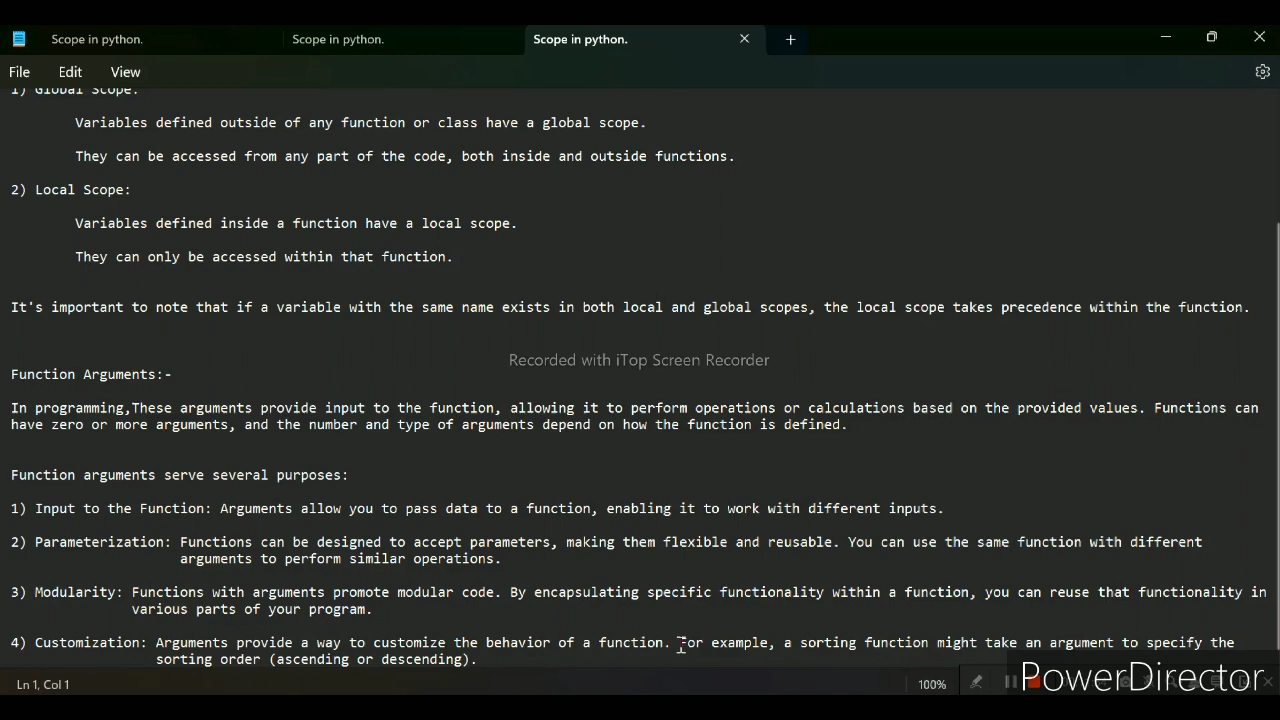 Scope in python. Scope in python. Scope in python.
File Edit View
1) Global Scope:
Variables defined outside of any function or class have a global scope.
They can be accessed from any part of the code, both inside and outside functions.
2) Local Scope:
Variables defined inside a function have a local scope.
They can only be accessed within that function.
It's important to note that if a variable with the same name exists in both local and global scopes, the local scope takes precedence within the function.
Recorded with iTop Screen Recorder
Function Arguments:-
In programming,These arguments provide input to the function, allowing it to perform operations or calculations based on the provided values. Functions can
have zero or more arguments, and the number and type of arguments depend on how the function is defined.
Function arguments serve several purposes:
1) Input to the Function: Arguments allow you to pass data to a function, enabling it to work with different inputs.
2) Parameterization: Functions can be designed to accept parameters, making them flexible and reusable. You can use the same function with different
arguments to perform similar operations.
3) Modularity: Functions with arguments promote modular code. By encapsulating specific functionality within a function, you can reuse that functionality in
various parts of your program.
4) Customization: Arguments provide a way to customize the behavior of a function. For example, a sorting function might take an argument to specify the
sorting order (ascending or descending).
Ln 1, Col 1 100%
PowerDirector